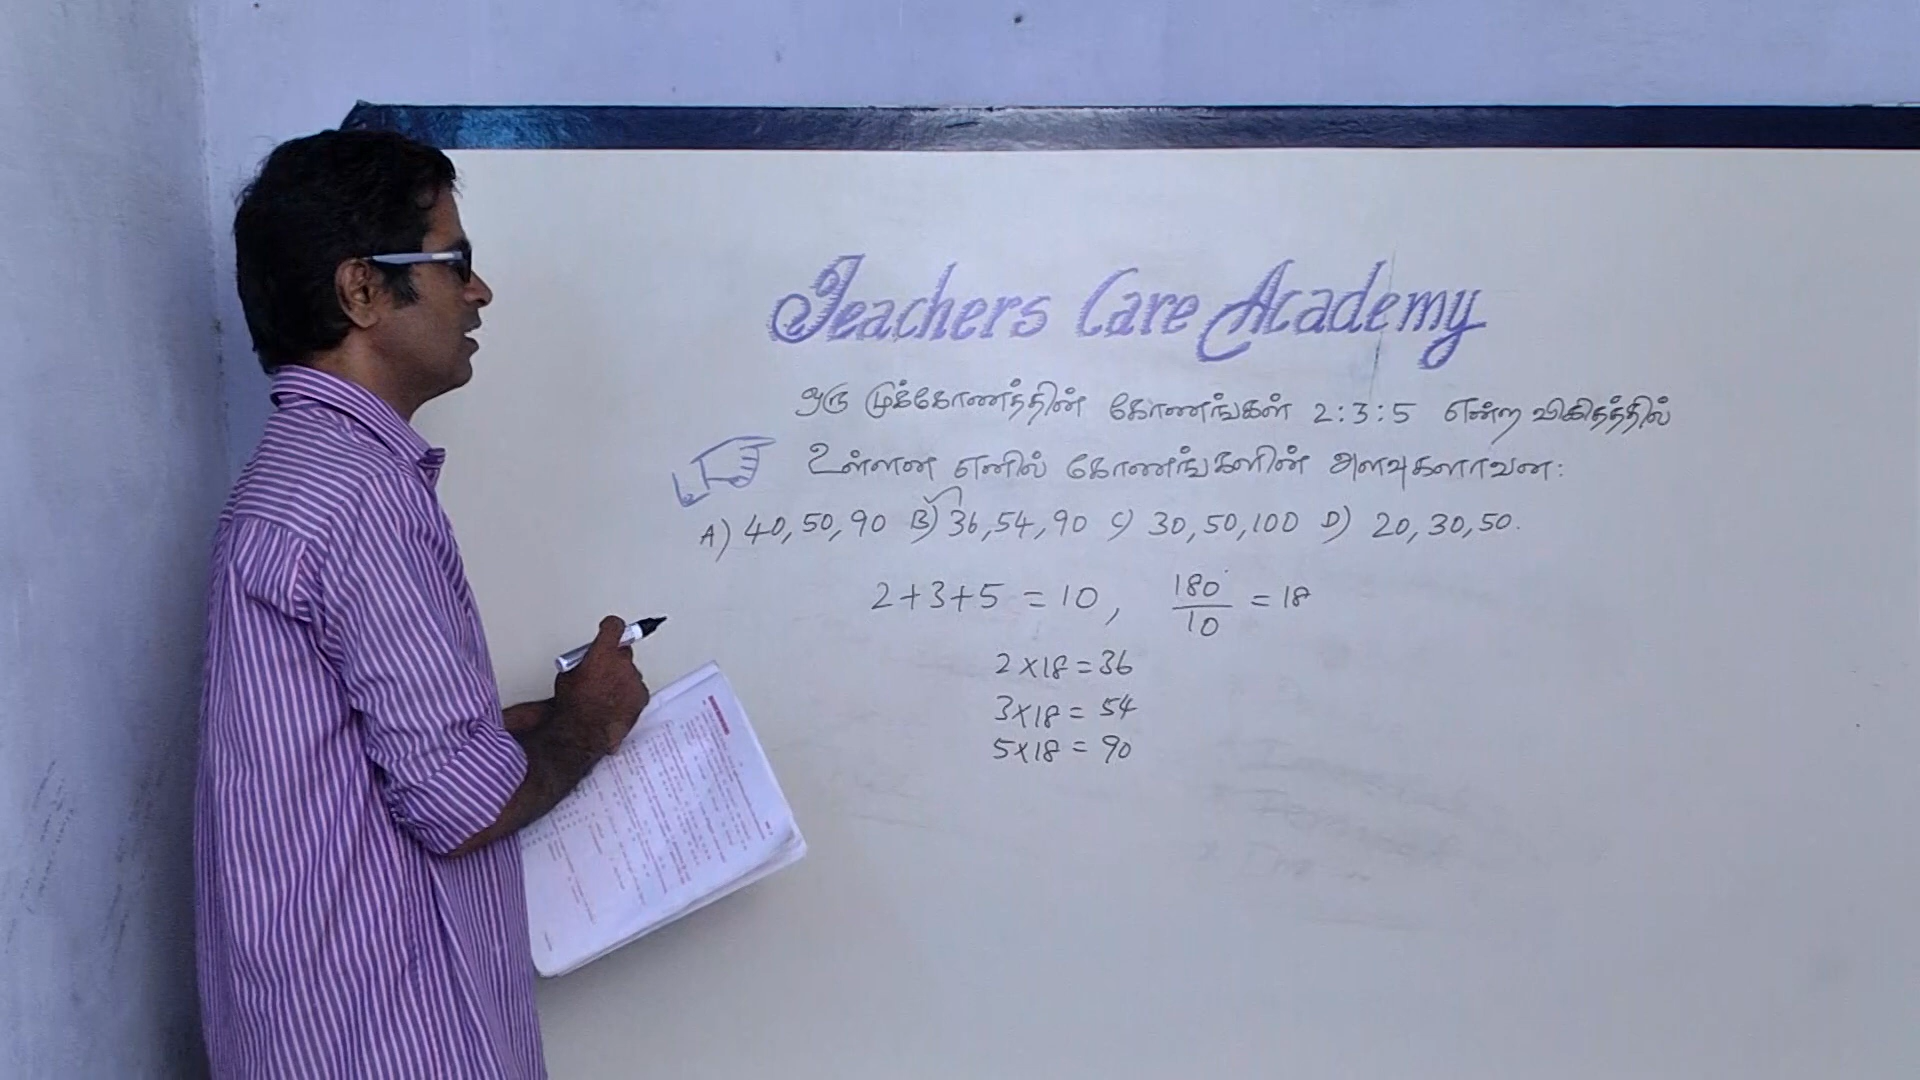 Teachers Care Academy
ஒரு முக்கோணத்தின் கோணங்கள் 2:3:5 என்ற விகிதத்தில்
உள்ளன எனில் கோணங்களின் அளவுகளாவன:
A) 40, 50, 90 B) 36, 54, 90 C) 30, 50, 100 D) 20, 30, 50.
2+3+5 = 10, 180/10 = 18
2×18 = 36
3×18 = 54
5×18 = 90